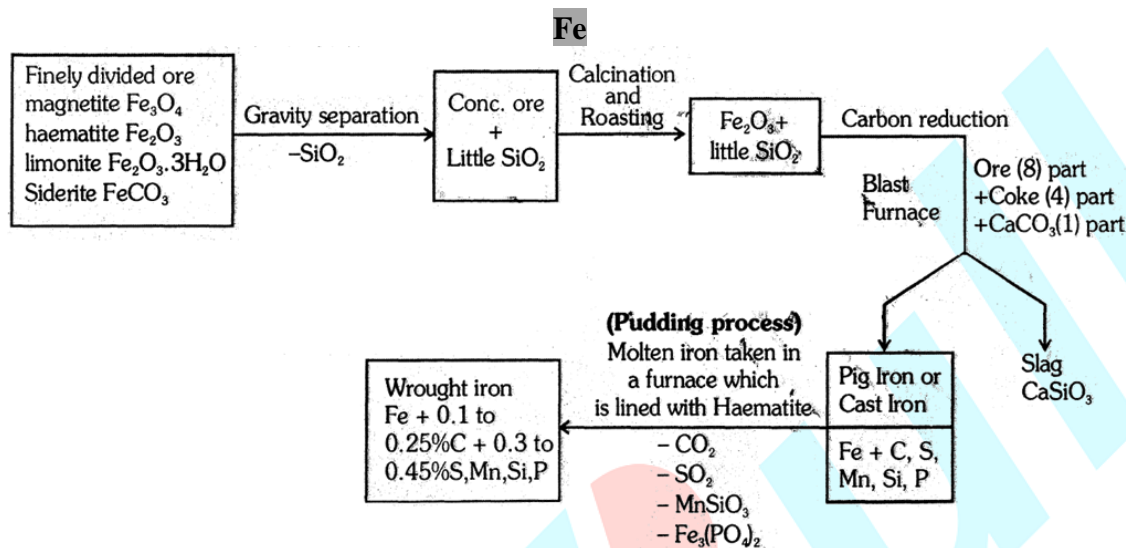 Fe
Finely divided ore
magnetite Fe₃O₄
haematite Fe₂O₃
limonite Fe₂O₃.3H₂O
Siderite FeCO₃
Gravity separation
–SiO₂
Conc. ore
+
Little SiO₂
Calcination
and
Roasting
Fe₂O₃+
little SiO₂
Carbon reduction
Blast
Furnace
Ore (8) part
+Coke (4) part
+CaCO₃(1) part
Slag
CaSiO₃
Pig Iron or
Cast Iron
Fe + C, S,
Mn, Si, P
(Pudding process)
Molten iron taken in
a furnace which
is lined with Haematite
– CO₂
– SO₂
– MnSiO₃
– Fe₃(PO₄)₂
Wrought iron
Fe + 0.1 to
0.25%C + 0.3 to
0.45%S,Mn,Si,P